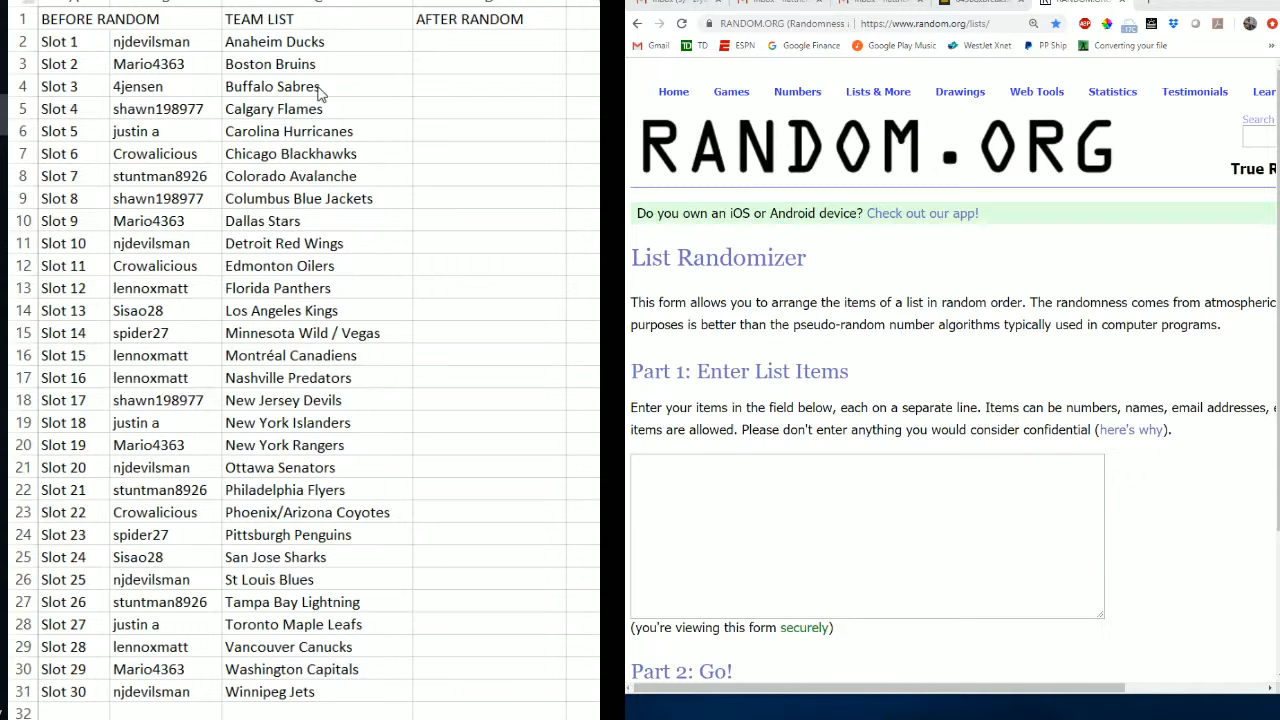 1 BEFORE RANDOM TEAM LIST AFTER RANDOM
2 Slot 1 njdevilsman Anaheim Ducks
3 Slot 2 Mario4363 Boston Bruins
4 Slot 3 4jensen Buffalo Sabres
5 Slot 4 shawn198977 Calgary Flames
6 Slot 5 justin a Carolina Hurricanes
7 Slot 6 Crowalicious Chicago Blackhawks
8 Slot 7 stuntman8926 Colorado Avalanche
9 Slot 8 shawn198977 Columbus Blue Jackets
10 Slot 9 Mario4363 Dallas Stars
11 Slot 10 njdevilsman Detroit Red Wings
12 Slot 11 Crowalicious Edmonton Oilers
13 Slot 12 lennoxmatt Florida Panthers
14 Slot 13 Sisao28 Los Angeles Kings
15 Slot 14 spider27 Minnesota Wild / Vegas
16 Slot 15 lennoxmatt Montréal Canadiens
17 Slot 16 lennoxmatt Nashville Predators
18 Slot 17 shawn198977 New Jersey Devils
19 Slot 18 justin a New York Islanders
20 Slot 19 Mario4363 New York Rangers
21 Slot 20 njdevilsman Ottawa Senators
22 Slot 21 stuntman8926 Philadelphia Flyers
23 Slot 22 Crowalicious Phoenix/Arizona Coyotes
24 Slot 23 spider27 Pittsburgh Penguins
25 Slot 24 Sisao28 San Jose Sharks
26 Slot 25 njdevilsman St Louis Blues
27 Slot 26 stuntman8926 Tampa Bay Lightning
28 Slot 27 justin a Toronto Maple Leafs
29 Slot 28 lennoxmatt Vancouver Canucks
30 Slot 29 Mario4363 Washington Capitals
31 Slot 30 njdevilsman Winnipeg Jets
32
RANDOM.ORG (Randomness a https://www.random.org/lists/
Gmail TD ESPN Google Finance Google Play Music WestJet Xnet PP Ship Converting your file
Home Games Numbers Lists & More Drawings Web Tools Statistics Testimonials Lear
Search
RANDOM.ORG
True R
Do you own an iOS or Android device? Check out our app!
List Randomizer
This form allows you to arrange the items of a list in random order. The randomness comes from atmospheric
purposes is better than the pseudo-random number algorithms typically used in computer programs.
Part 1: Enter List Items
Enter your items in the field below, each on a separate line. Items can be numbers, names, email addresses, e
items are allowed. Please don't enter anything you would consider confidential (here's why).
(you're viewing this form securely)
Part 2: Go!